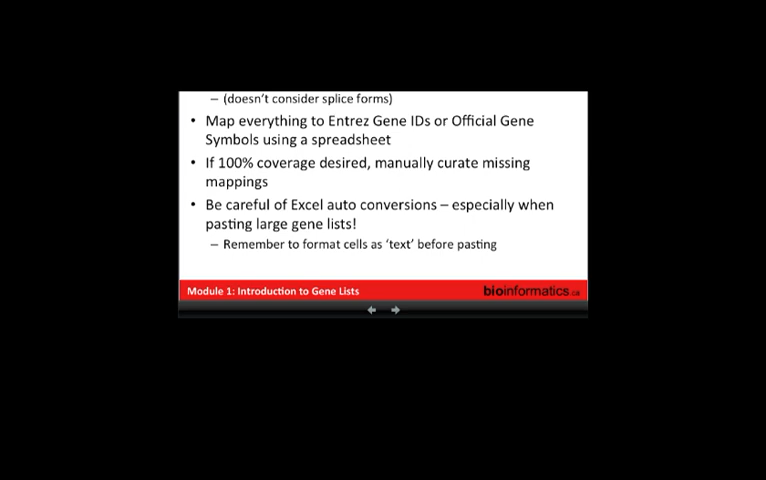 – (doesn't consider splice forms)
• Map everything to Entrez Gene IDs or Official Gene
Symbols using a spreadsheet
• If 100% coverage desired, manually curate missing
mappings
• Be careful of Excel auto conversions – especially when
pasting large gene lists!
– Remember to format cells as 'text' before pasting
Module 1: Introduction to Gene Lists
bioinformatics.ca